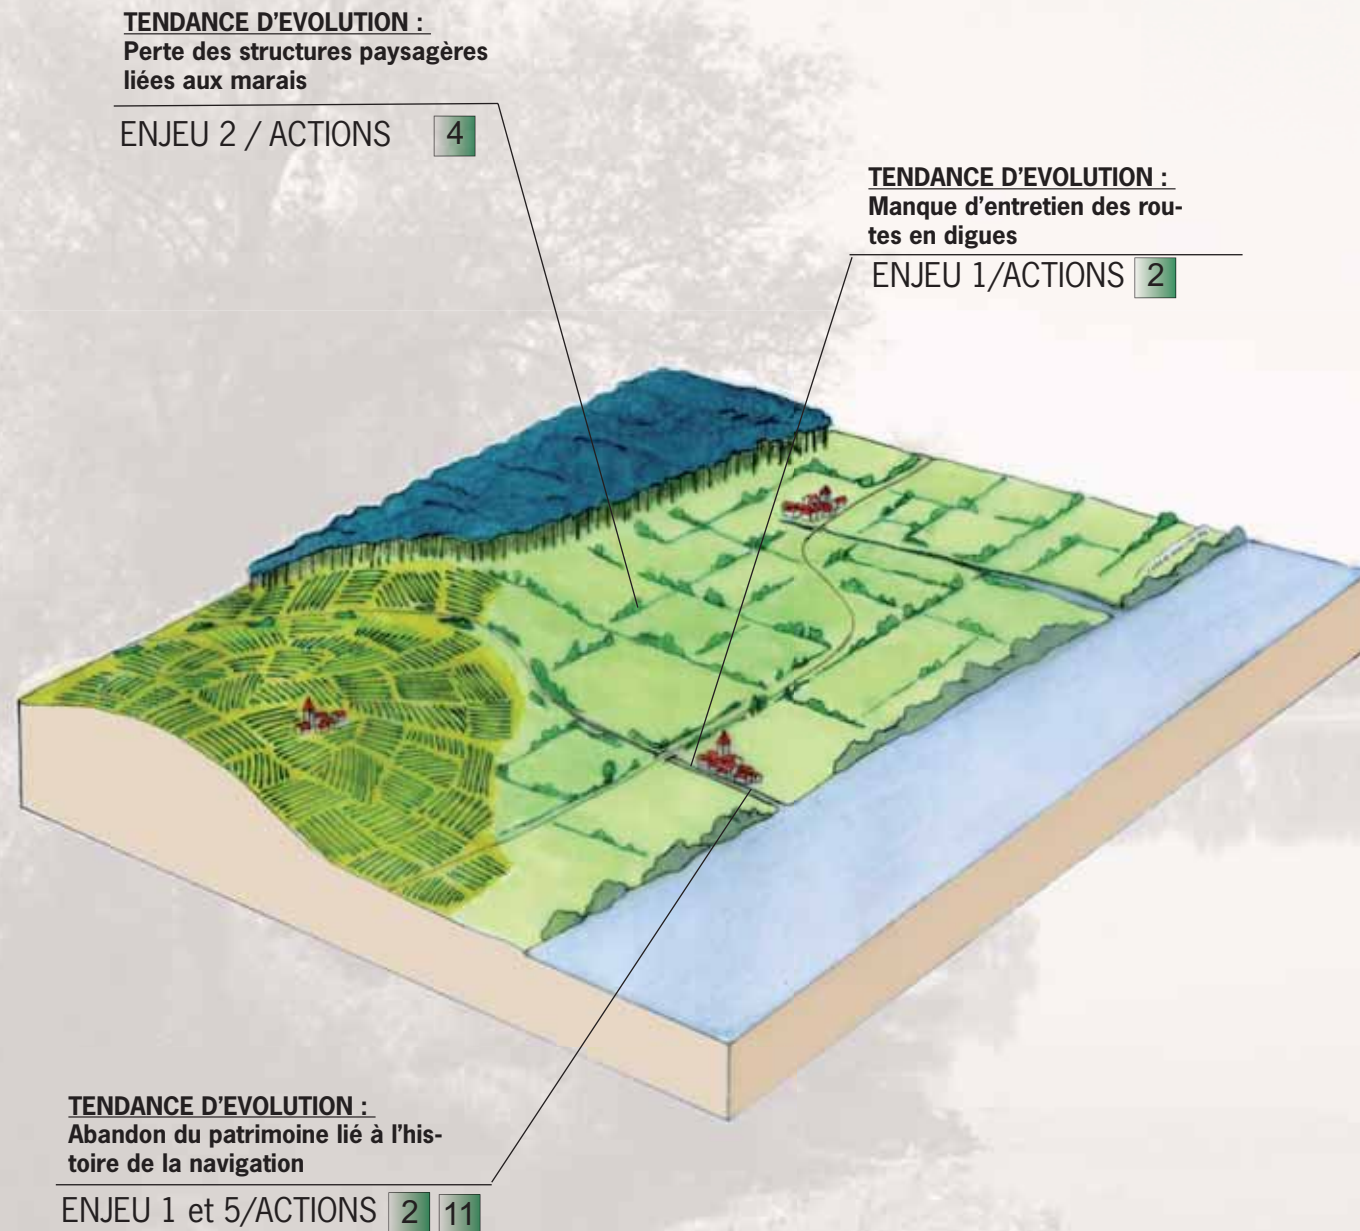 TENDANCE D'EVOLUTION :
Perte des structures paysagères
liées aux marais
ENJEU 2 / ACTIONS 4
TENDANCE D'EVOLUTION :
Manque d'entretien des rou-
tes en digues
ENJEU 1/ACTIONS 2
TENDANCE D'EVOLUTION :
Abandon du patrimoine lié à l'his-
toire de la navigation
ENJEU 1 et 5/ACTIONS 2 11